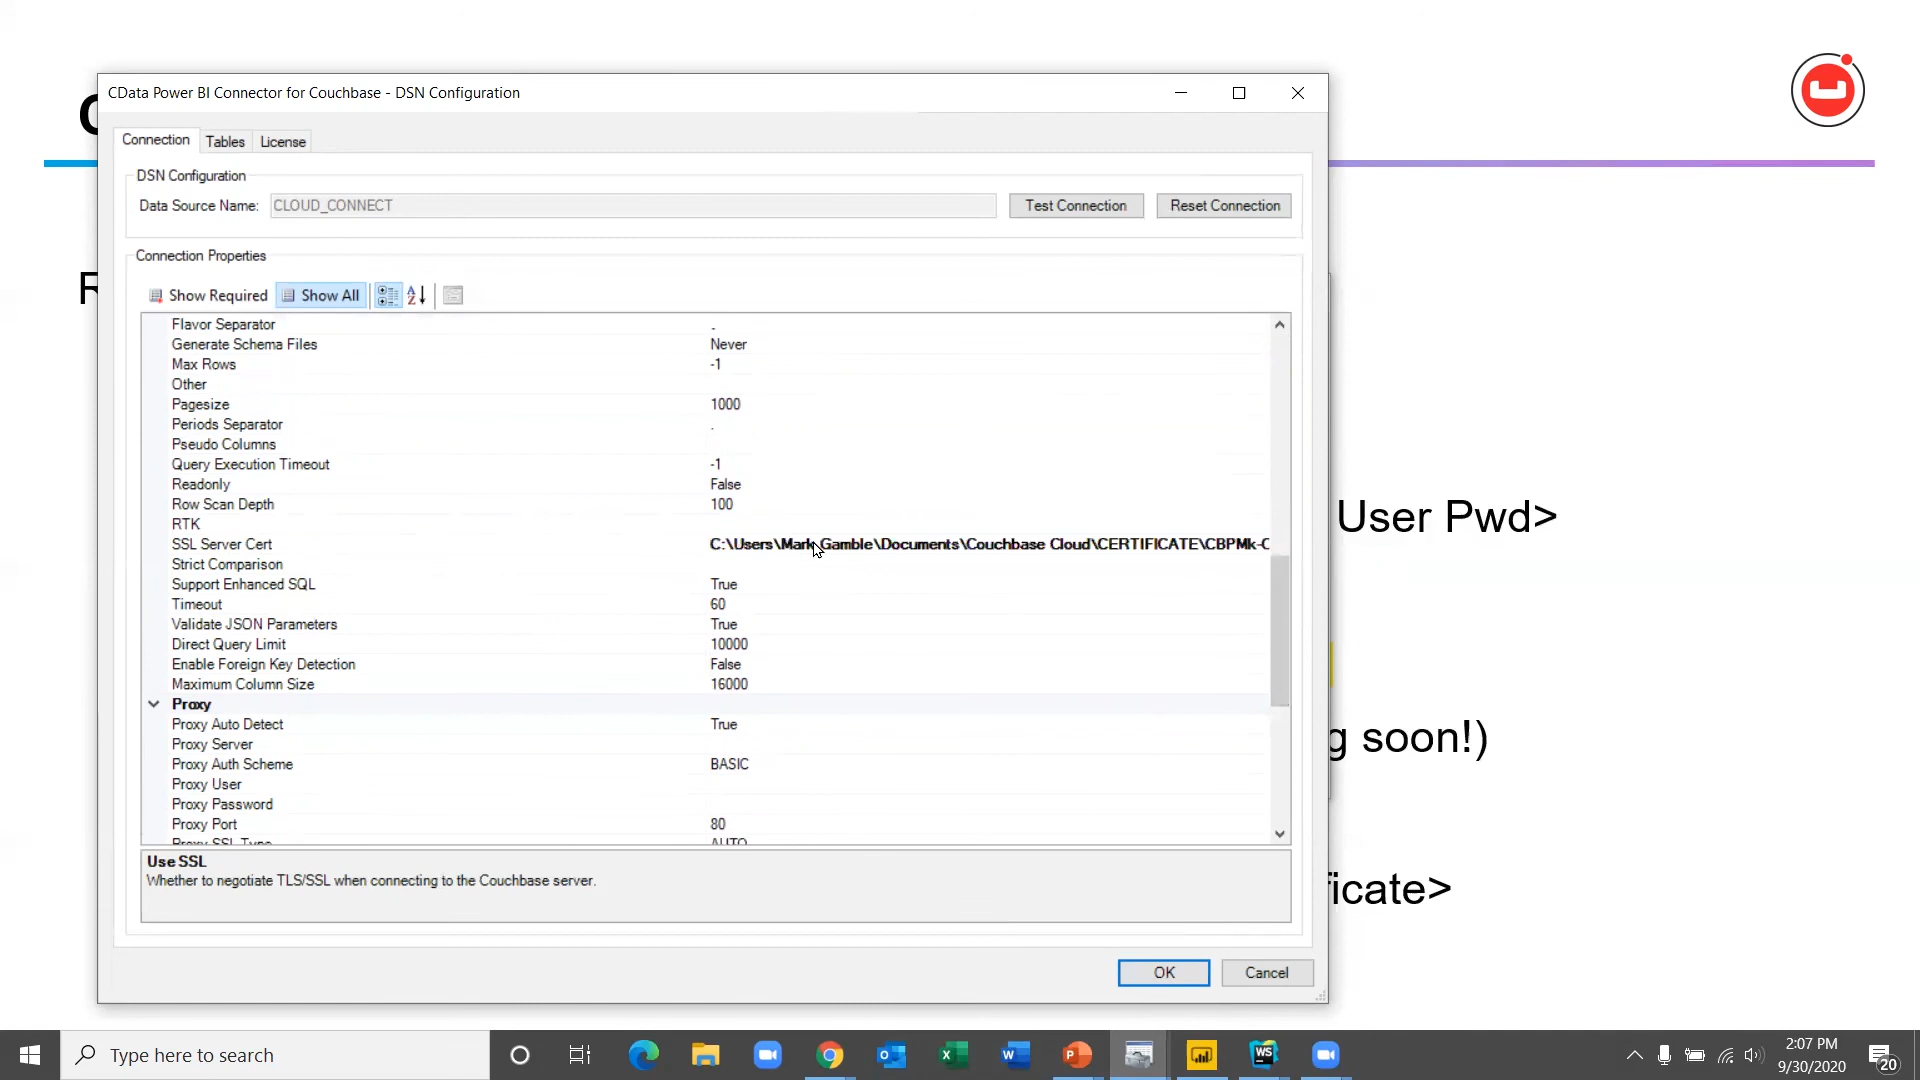 CData Power BI Connector for Couchbase - DSN Configuration
Connection Tables License
DSN Configuration
Data Source Name: CLOUD_CONNECT Test Connection Reset Connection
Connection Properties
Show Required Show All
Flavor Separator .
Generate Schema Files Never
Max Rows -1
Other
Pagesize 1000
Periods Separator .
Pseudo Columns
Query Execution Timeout -1
Readonly False
Row Scan Depth 100
RTK
SSL Server Cert C:\Users\Mark Gamble\Documents\Couchbase Cloud\CERTIFICATE\CBPMk-C
Strict Comparison
Support Enhanced SQL True
Timeout 60
Validate JSON Parameters True
Direct Query Limit 10000
Enable Foreign Key Detection False
Maximum Column Size 16000
Proxy
Proxy Auto Detect True
Proxy Server
Proxy Auth Scheme BASIC
Proxy User
Proxy Password
Proxy Port 80
Proxy SSL Type AUTO
Use SSL
Whether to negotiate TLS/SSL when connecting to the Couchbase server.
OK Cancel
User Pwd>
g soon!)
ficate>
Type here to search
2:07 PM
9/30/2020
20